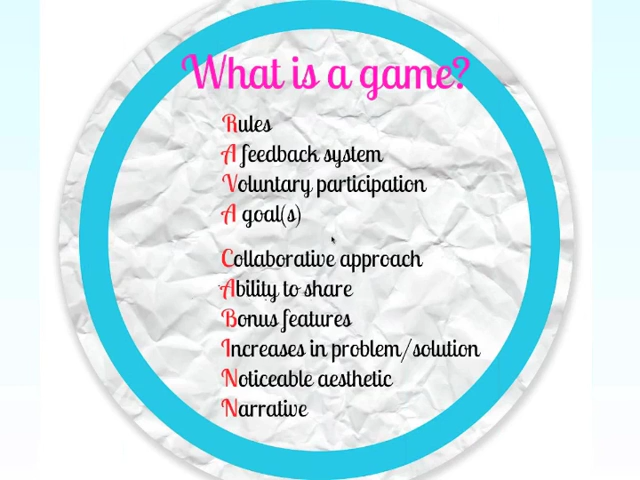 What is a game?
Rules
A feedback system
Voluntary participation
A goal(s)
Collaborative approach
Ability to share
Bonus features
Increases in problem/solution
Noticeable aesthetic
Narrative